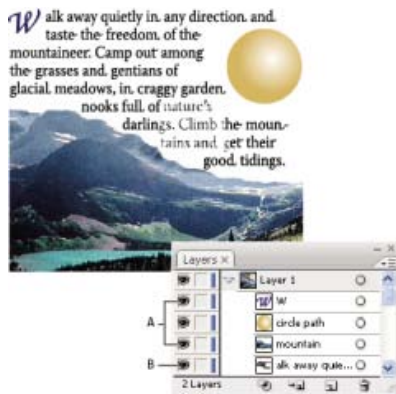 W alk away quietly in any direction and
taste the freedom of the
mountaineer. Camp out among
the grasses and gentians of
glacial meadows, in craggy garden
nooks full of nature's
darlings. Climb the moun-
tains and get their
good tidings.
Layers ×
Layer 1
W
A
circle path
mountain
B
alk away quie...
2 Layers